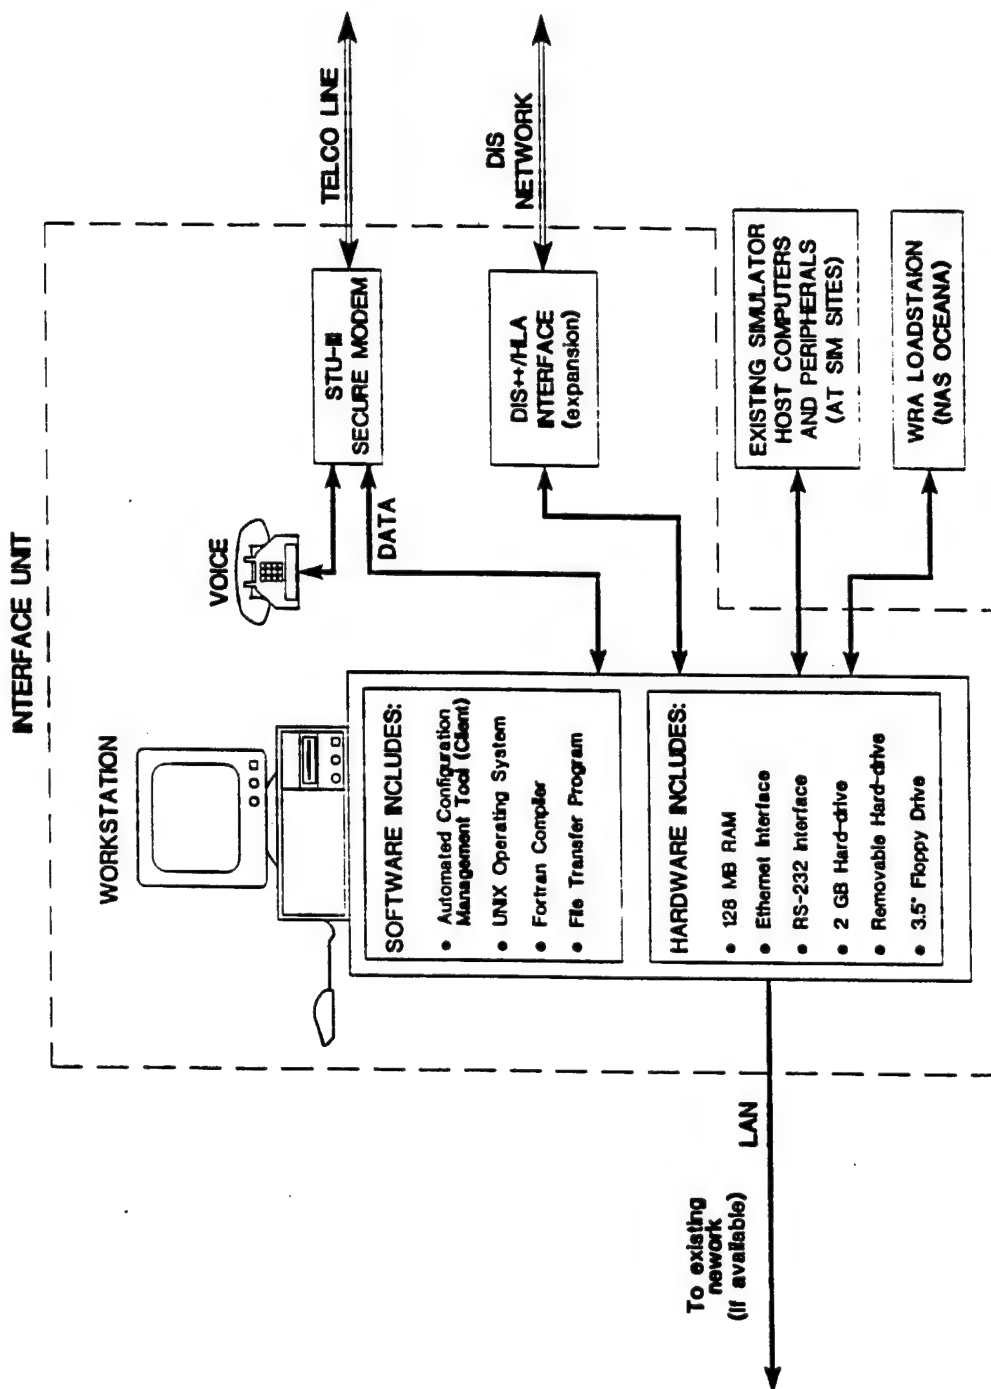 INTERFACE UNIT
WORKSTATION
VOICE
DATA
STU-III
SECURE MODEM
TELCO LINE
DIS++/HLA
INTERFACE
(expansion)
DIS
NETWORK
SOFTWARE INCLUDES:
• Automated Configuration
Management Tool (Client)
• UNIX Operating System
• Fortran Compiler
• File Transfer Program
HARDWARE INCLUDES:
• 128 MB RAM
• Ethernet Interface
• RS-232 Interface
• 2 GB Hard-drive
• Removable Hard-drive
• 3.5" Floppy Drive
EXISTING SIMULATOR
HOST COMPUTERS
AND PERIPHERALS
(AT SIM SITES)
WRA LOADSTAION
(NAS OCEANA)
LAN
To existing
nework
(if available)